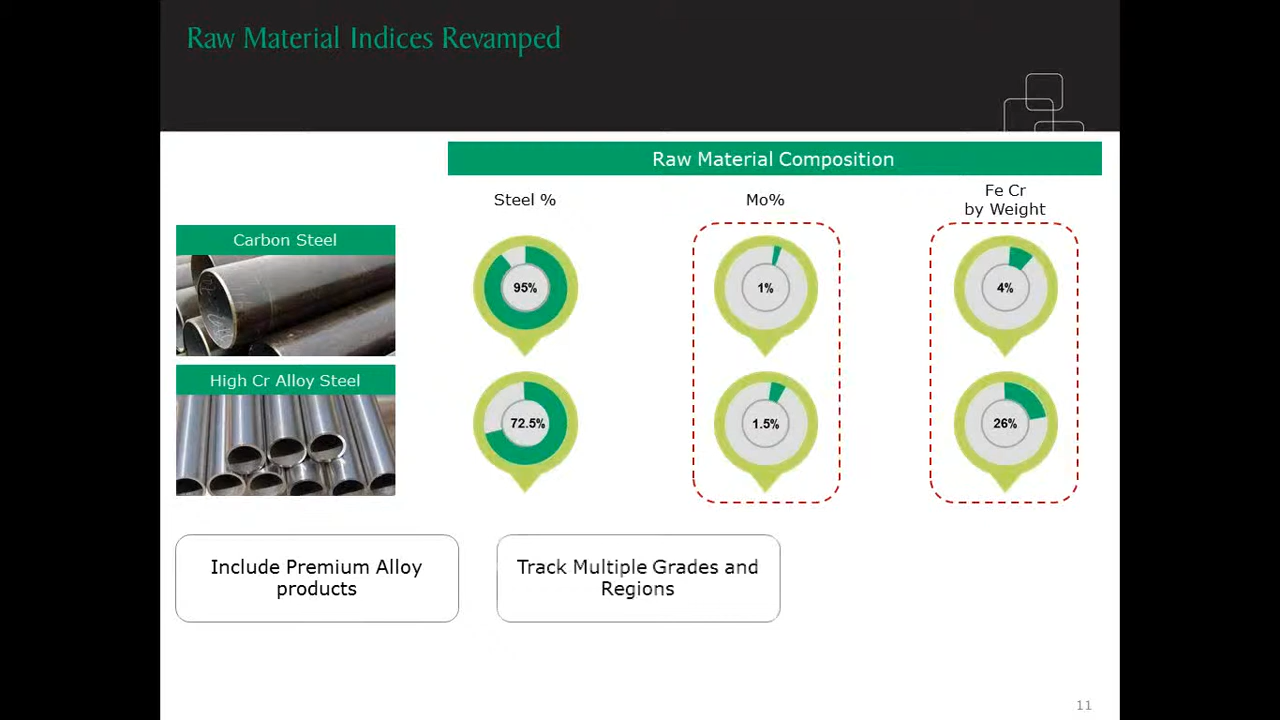 Raw Material Indices Revamped
Raw Material Composition
Steel %
Mo%
Fe Cr
by Weight
Carbon Steel
95%
1%
4%
High Cr Alloy Steel
72.5%
1.5%
26%
Include Premium Alloy
products
Track Multiple Grades and
Regions
11